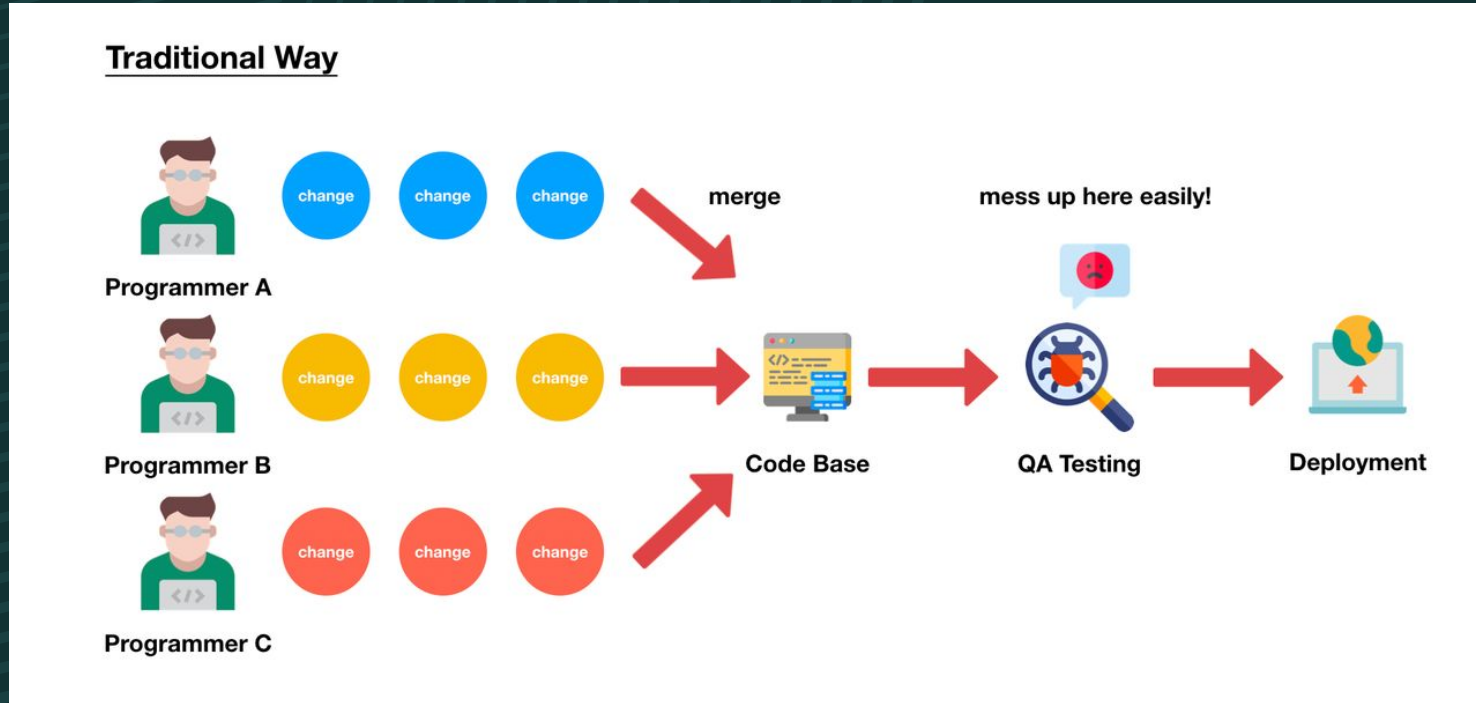 Traditional Way
change change change
merge
mess up here easily!
</>
Programmer A
change change change
</>
</>
Programmer B
Code Base
QA Testing
Deployment
change change change
</>
Programmer C